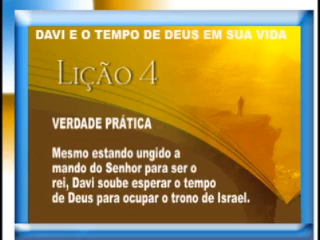 DAVI E O TEMPO DE DEUS EM SUA VIDA
LIÇÃO 4
VERDADE PRÁTICA
Mesmo estando ungido a
mando do Senhor para ser o
rei, Davi soube esperar o tempo
de Deus para ocupar o trono de Israel.